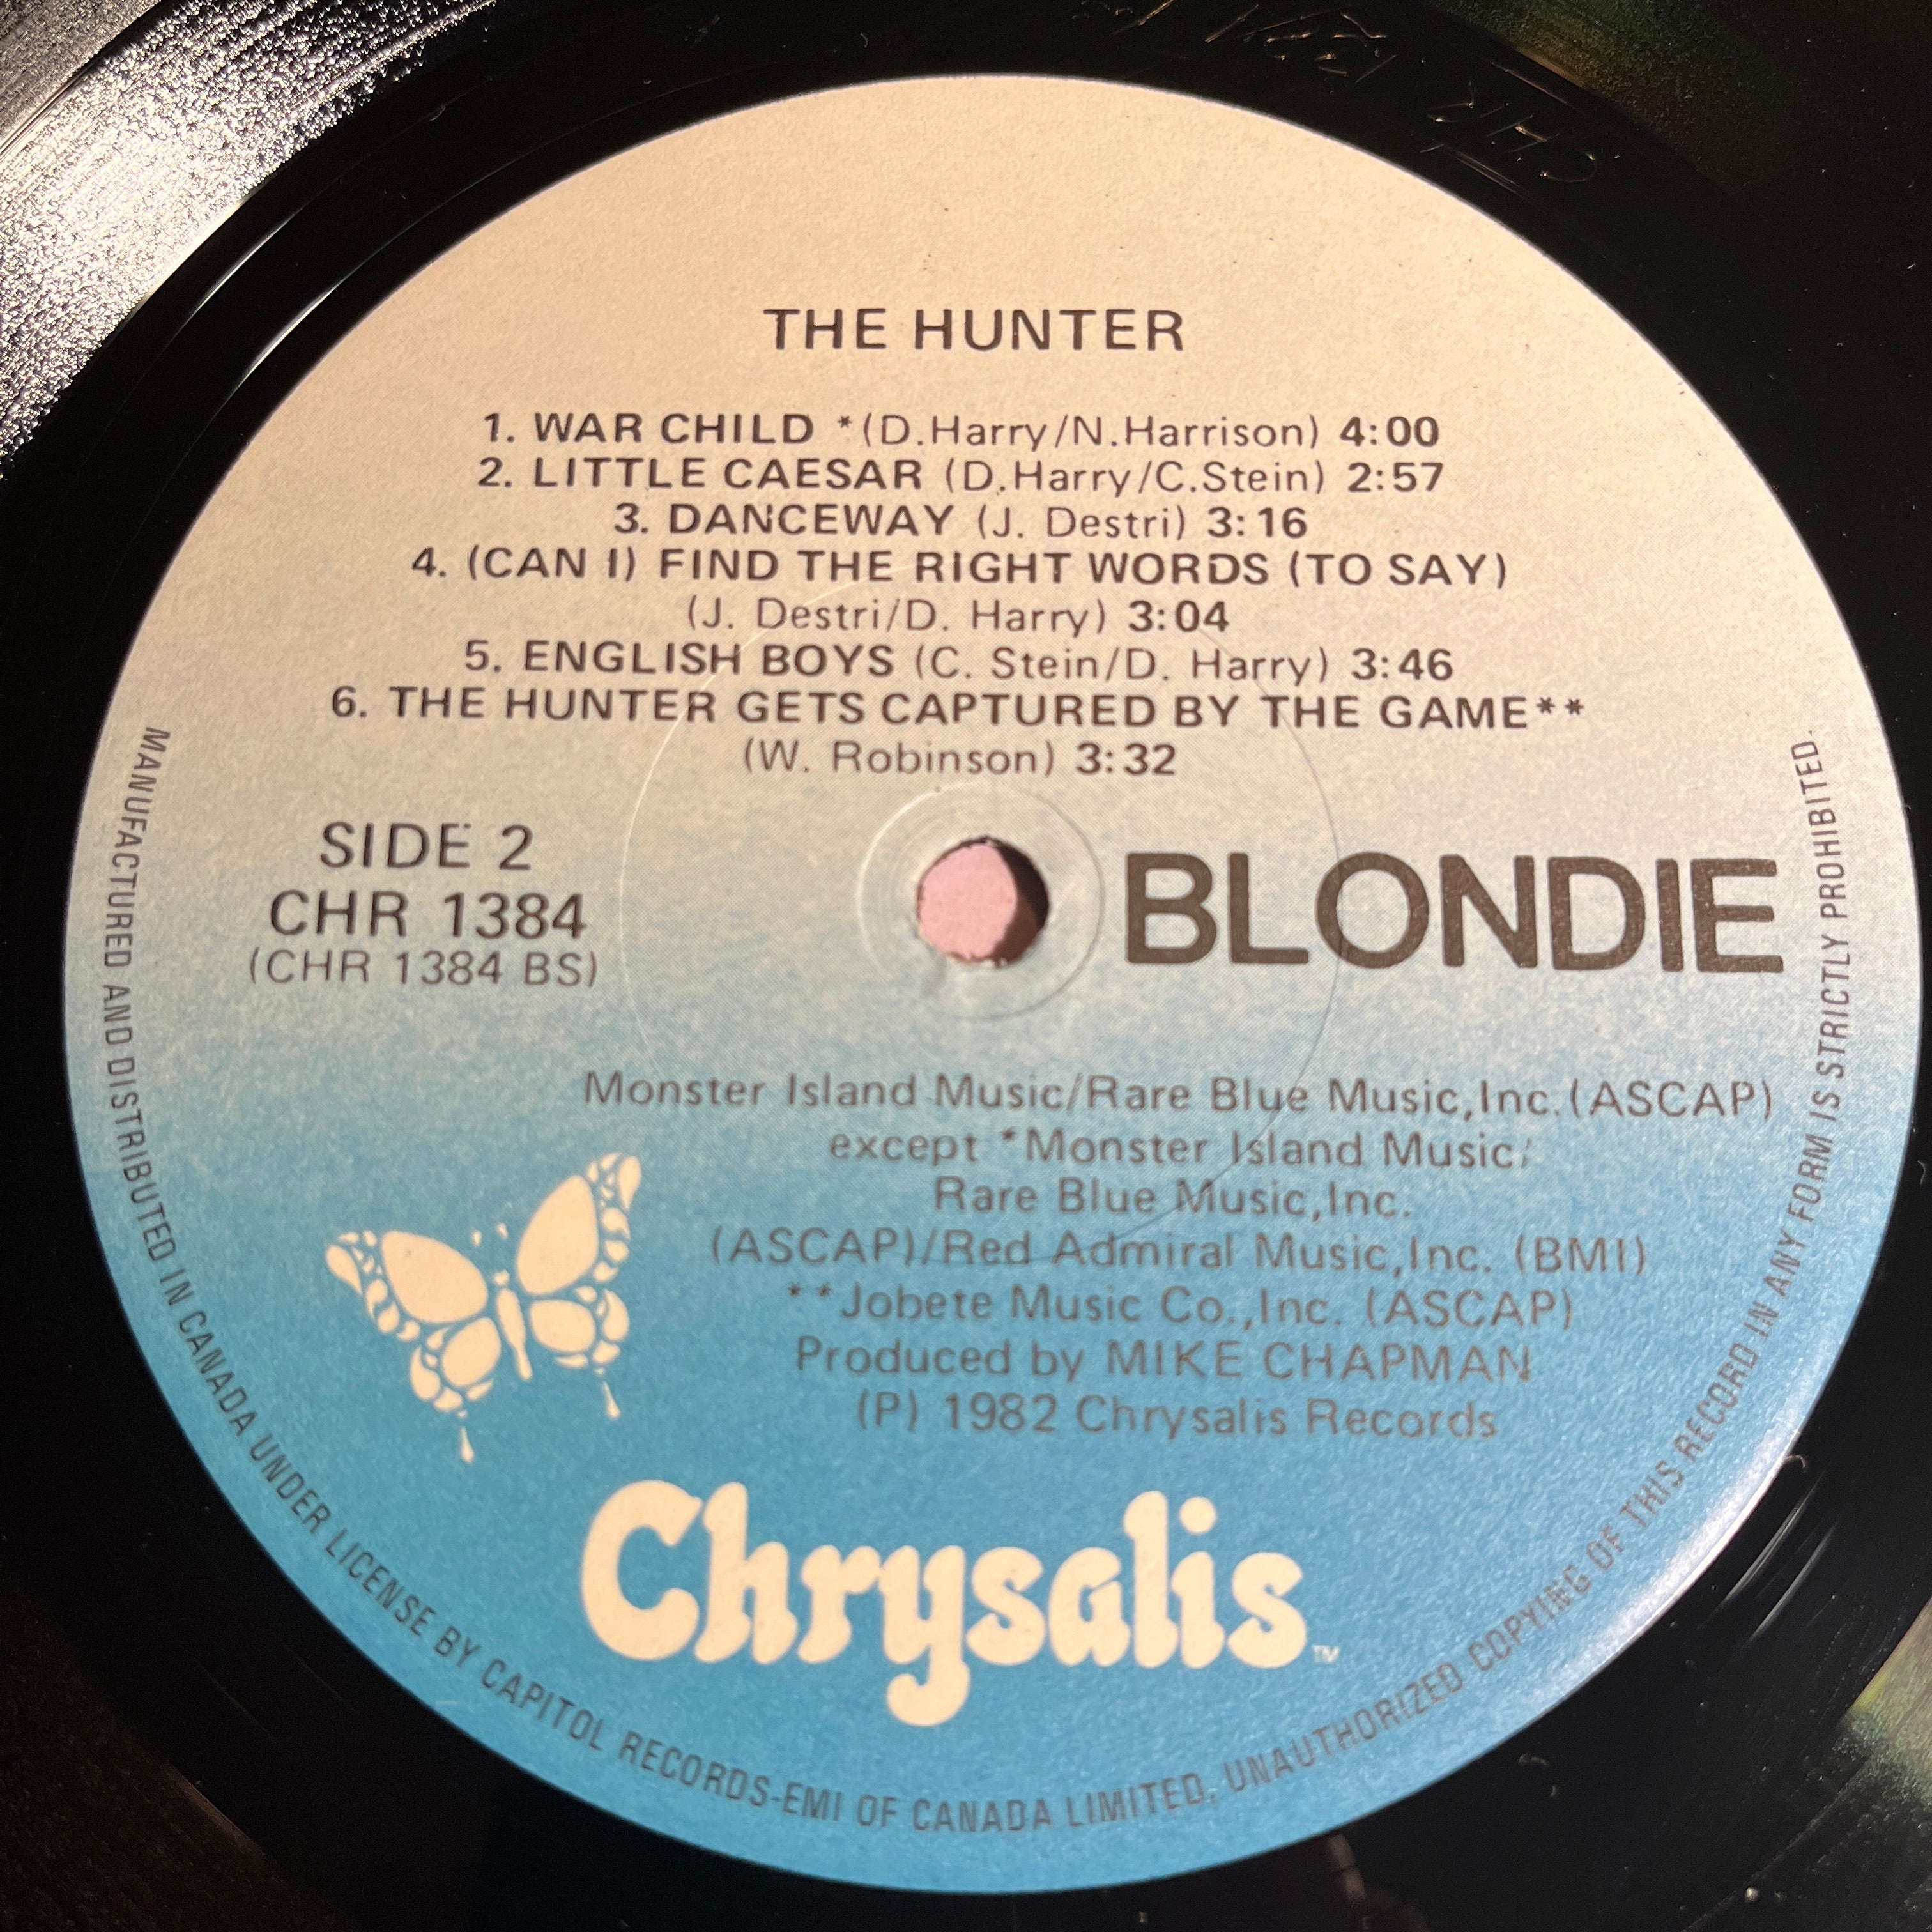 THE HUNTER
1. WAR CHILD *(D.Harry/N.Harrison) 4:00
2. LITTLE CAESAR (D.Harry/C.Stein) 2:57
3. DANCEWAY (J. Destri) 3:16
4. (CAN I) FIND THE RIGHT WORDS (TO SAY)
(J. Destri/D. Harry) 3:04
5. ENGLISH BOYS (C. Stein/D. Harry) 3:46
6. THE HUNTER GETS CAPTURED BY THE GAME**
(W. Robinson) 3:32
SIDE 2
CHR 1384
(CHR 1384 BS)
BLONDIE
Monster Island Music/Rare Blue Music,Inc.(ASCAP)
except *Monster Island Music/
Rare Blue Music,Inc.
(ASCAP)/Red Admiral Music,Inc. (BMI)
**Jobete Music Co.,Inc. (ASCAP)
Produced by MIKE CHAPMAN
(P) 1982 Chrysalis Records
Chrysalis TM
MANUFACTURED AND DISTRIBUTED IN CANADA UNDER LICENSE BY CAPITOL RECORDS-EMI OF CANADA LIMITED, UNAUTHORIZED COPYING OF THIS RECORD IN ANY FORM IS STRICTLY PROHIBITED.